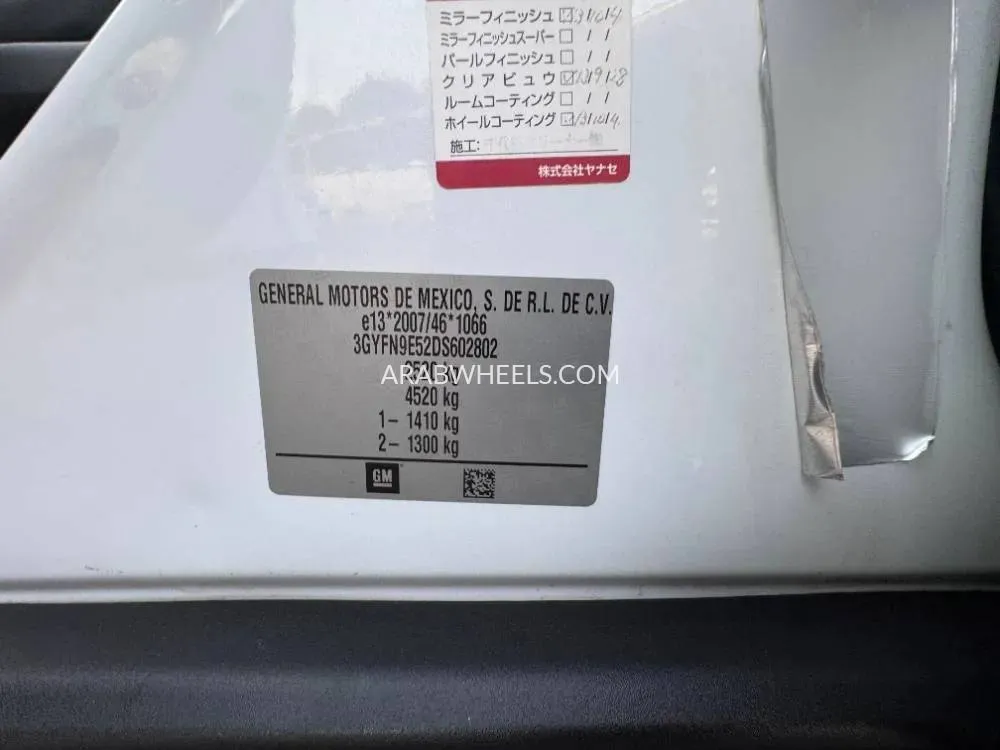 ミラーフィニッシュ ☑
ミラーフィニッシュスーパー □ / /
パールフィニッシュ □ / /
クリアビュウ ☑
ルームコーティング □ / /
ホイールコーティング ☑
施工:
株式会社ヤナセ
GENERAL MOTORS DE MEXICO, S. DE R.L. DE C.V.
e13*2007/46*1066
3GYFN9E52DS602802
kg
ARABWHEELS.COM
4520 kg
1- 1410 kg
2- 1300 kg
GM